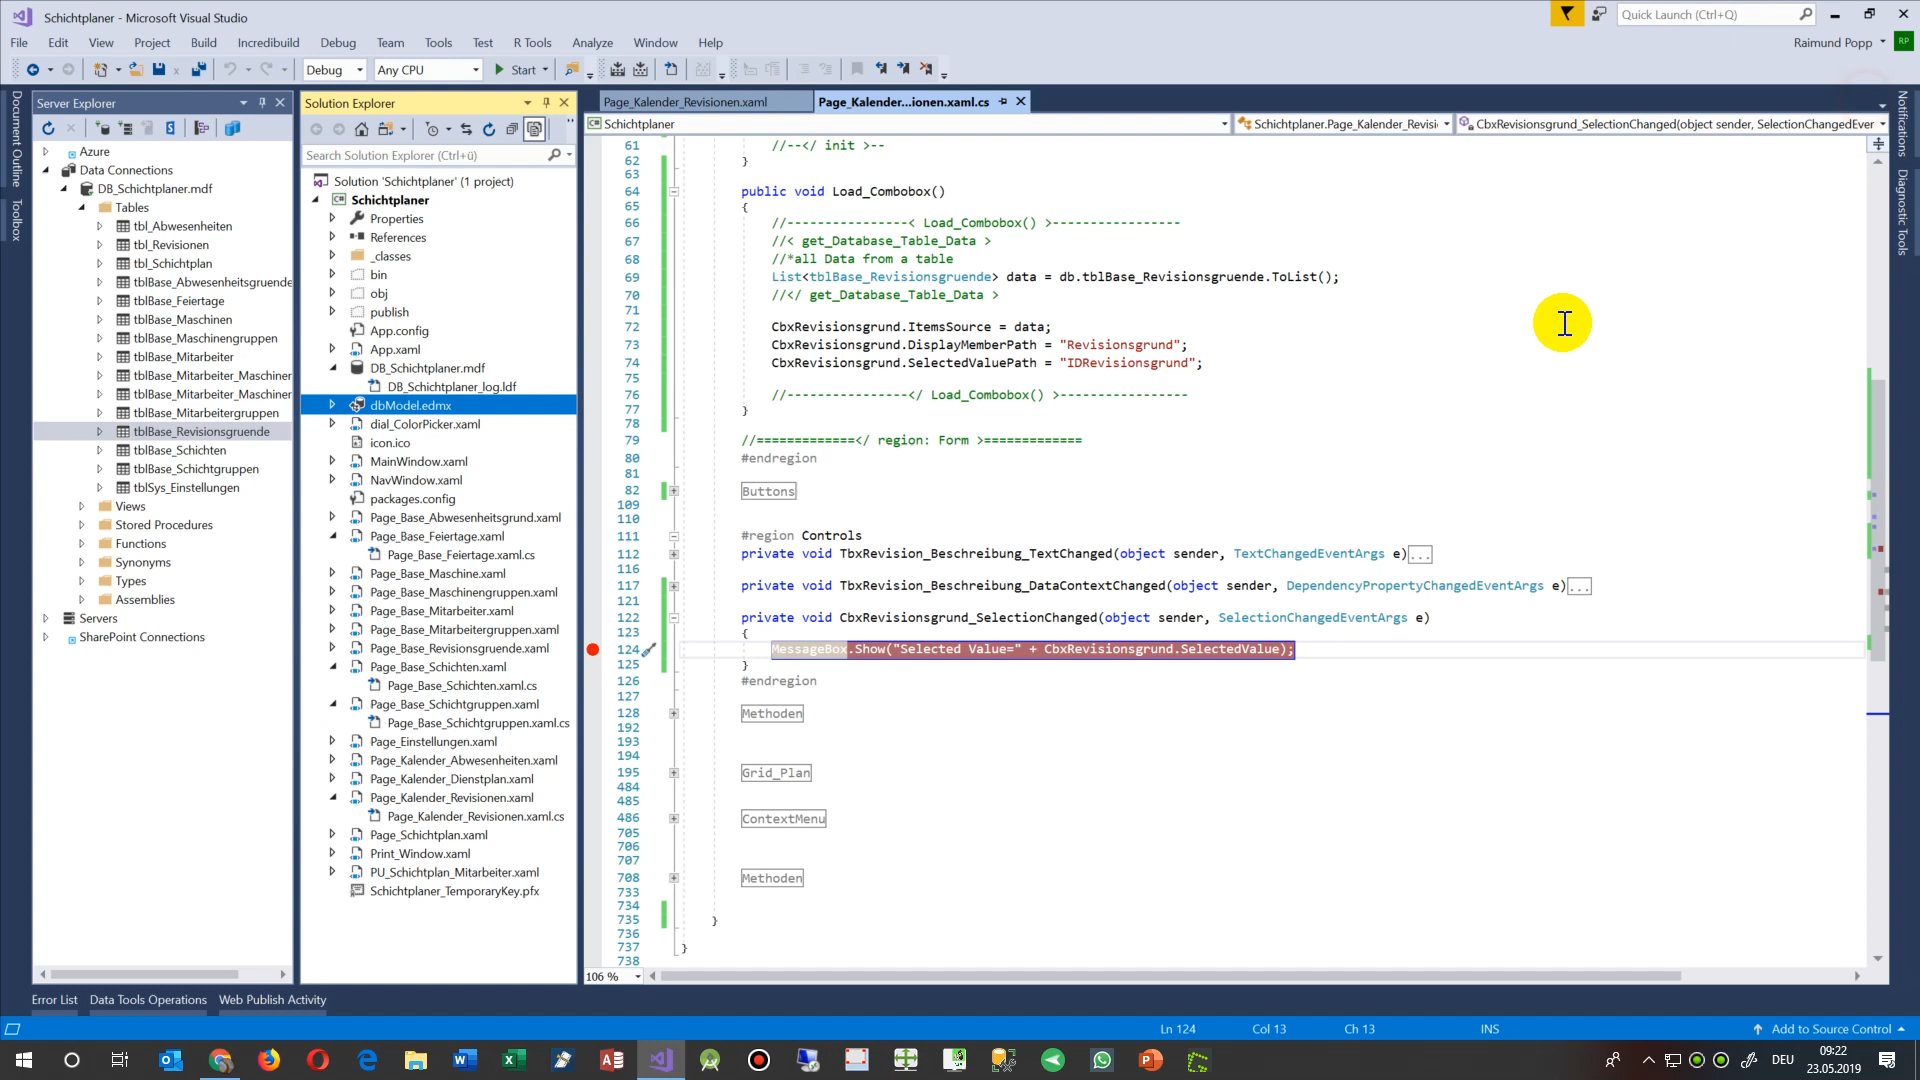 Schichtplaner - Microsoft Visual Studio
Quick Launch (Ctrl+Q)
File Edit View Project Build Incredibuild Debug Team Tools Test R Tools Analyze Window Help
Raimund Popp
RP
Debug Any CPU Start
Document Outline
Toolbox
Server Explorer
Azure
Data Connections
DB_Schichtplaner.mdf
Tables
tbl_Abwesenheiten
tbl_Revisionen
tbl_Schichtplan
tblBase_Abwesenheitsgruende
tblBase_Feiertage
tblBase_Maschinen
tblBase_Maschinengruppen
tblBase_Mitarbeiter
tblBase_Mitarbeiter_Maschiner
tblBase_Mitarbeiter_Maschiner
tblBase_Mitarbeitergruppen
tblBase_Revisionsgruende
tblBase_Schichten
tblBase_Schichtgruppen
tblSys_Einstellungen
Views
Stored Procedures
Functions
Synonyms
Types
Assemblies
Servers
SharePoint Connections
Solution Explorer
Search Solution Explorer (Ctrl+ü)
Solution 'Schichtplaner' (1 project)
Schichtplaner
Properties
References
_classes
bin
obj
publish
App.config
App.xaml
DB_Schichtplaner.mdf
DB_Schichtplaner_log.ldf
dbModel.edmx
dial_ColorPicker.xaml
icon.ico
MainWindow.xaml
NavWindow.xaml
packages.config
Page_Base_Abwesenheitsgrund.xaml
Page_Base_Feiertage.xaml
Page_Base_Feiertage.xaml.cs
Page_Base_Maschine.xaml
Page_Base_Maschinengruppen.xaml
Page_Base_Mitarbeiter.xaml
Page_Base_Mitarbeitergruppen.xaml
Page_Base_Revisionsgruende.xaml
Page_Base_Schichten.xaml
Page_Base_Schichten.xaml.cs
Page_Base_Schichtgruppen.xaml
Page_Base_Schichtgruppen.xaml.cs
Page_Einstellungen.xaml
Page_Kalender_Abwesenheiten.xaml
Page_Kalender_Dienstplan.xaml
Page_Kalender_Revisionen.xaml
Page_Kalender_Revisionen.xaml.cs
Page_Schichtplan.xaml
Print_Window.xaml
PU_Schichtplan_Mitarbeiter.xaml
Schichtplaner_TemporaryKey.pfx
Page_Kalender_Revisionen.xaml Page_Kalender...ionen.xaml.cs
Schichtplaner Schichtplaner.Page_Kalender_Revisi CbxRevisionsgrund_SelectionChanged(object sender, SelectionChangedEver
61 //--</ init >--
62 }
63
64 public void Load_Combobox()
65 {
66 //----------------< Load_Combobox() >-----------------
67 //< get_Database_Table_Data >
68 //*all Data from a table
69 List<tblBase_Revisionsgruende> data = db.tblBase_Revisionsgruende.ToList();
70 //</ get_Database_Table_Data >
71
72 CbxRevisionsgrund.ItemsSource = data;
73 CbxRevisionsgrund.DisplayMemberPath = "Revisionsgrund";
74 CbxRevisionsgrund.SelectedValuePath = "IDRevisionsgrund";
75
76 //----------------</ Load_Combobox() >-----------------
77 }
78
79 //=============</ region: Form >=============
80 #endregion
81
82 Buttons
109
110
111 #region Controls
112 private void TbxRevision_Beschreibung_TextChanged(object sender, TextChangedEventArgs e)...
116
117 private void TbxRevision_Beschreibung_DataContextChanged(object sender, DependencyPropertyChangedEventArgs e)...
121
122 private void CbxRevisionsgrund_SelectionChanged(object sender, SelectionChangedEventArgs e)
123 {
124 MessageBox.Show("Selected Value=" + CbxRevisionsgrund.SelectedValue);
125 }
126 #endregion
127
128 Methoden
192
193
194
195 Grid_Plan
484
485
486 ContextMenu
705
706
707
708 Methoden
733
734
735 }
736
737 }
738
106 %
Notifications
Diagnostic Tools
Error List Data Tools Operations Web Publish Activity
Ln 124 Col 13 Ch 13 INS Add to Source Control
DEU
09:22
23.05.2019